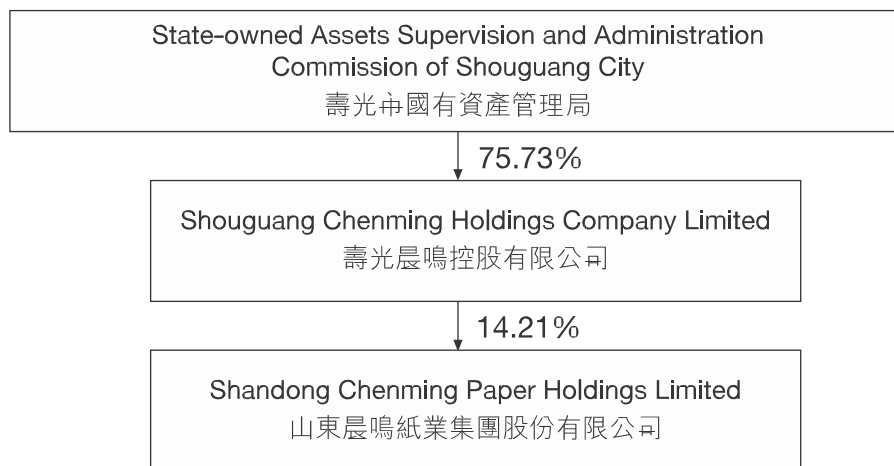 State-owned Assets Supervision and Administration
Commission of Shouguang City
壽光市國有資產管理局
75.73%
Shouguang Chenming Holdings Company Limited
壽光晨鳴控股有限公司
14.21%
Shandong Chenming Paper Holdings Limited
山東晨鳴紙業集團股份有限公司